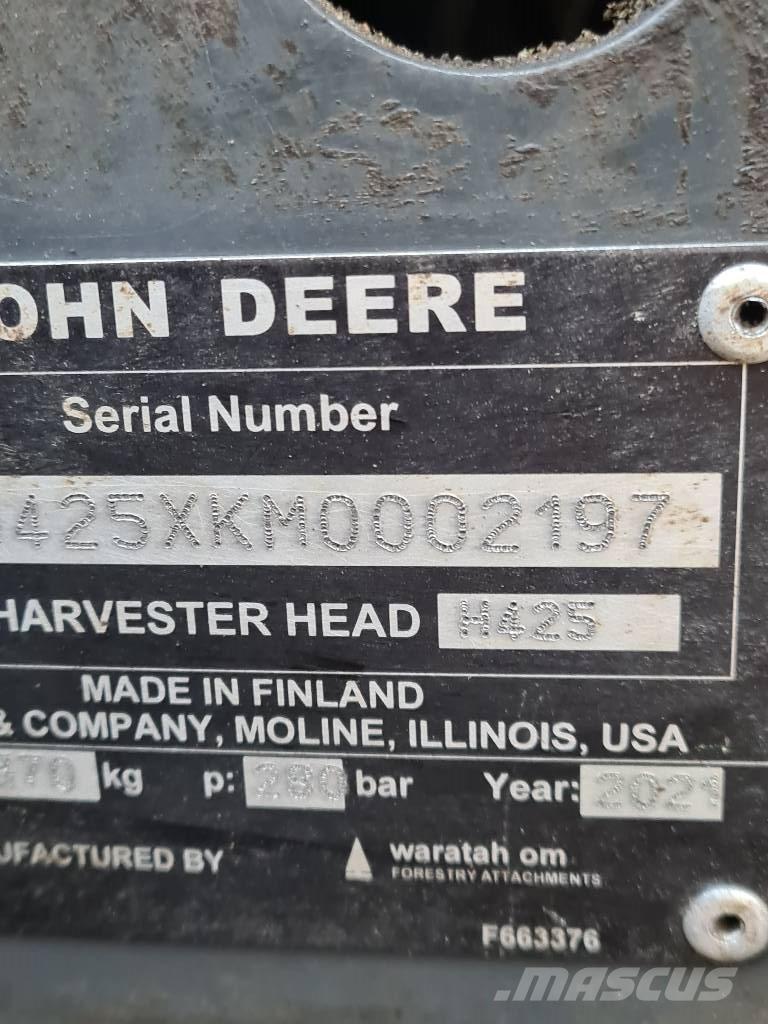 OHN DEERE
Serial Number
425XKM0002197
HARVESTER HEAD H425
MADE IN FINLAND
& COMPANY, MOLINE, ILLINOIS, USA
370 kg p: 280 bar Year: 2021
UFACTURED BY waratah om
FORESTRY ATTACHMENTS
F663376
MASCUS